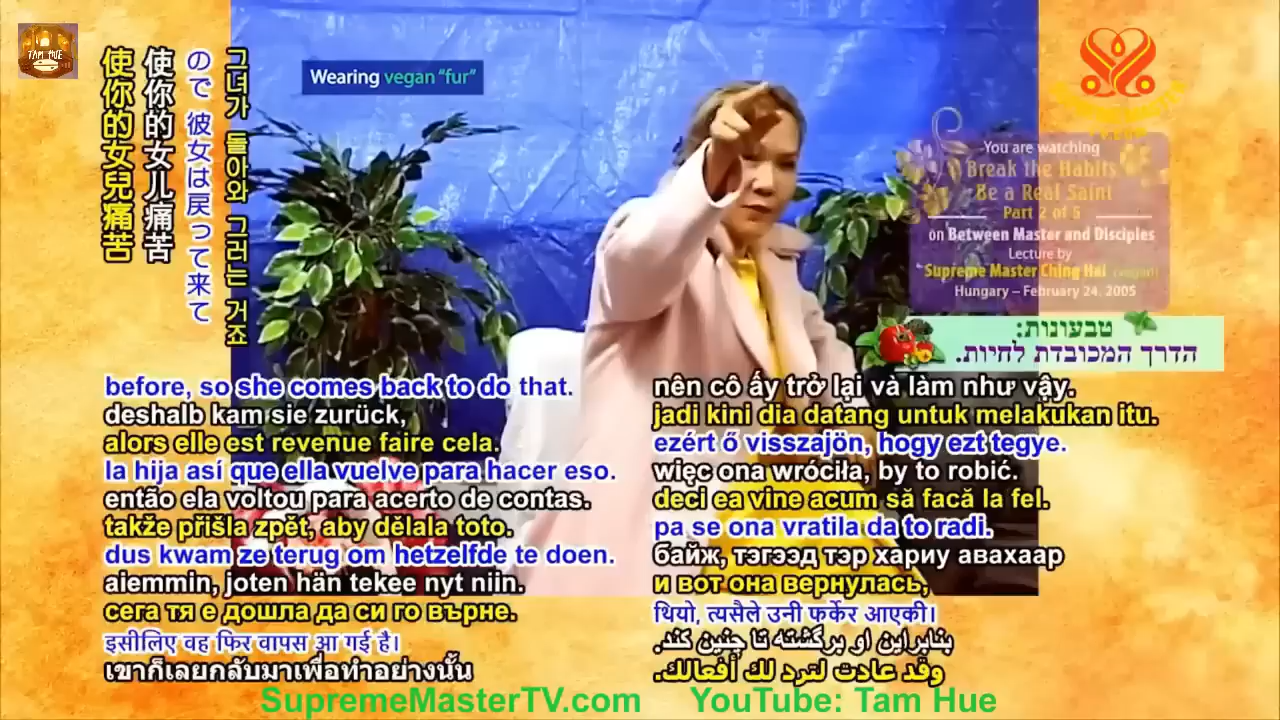 TAM HUE
使你的女兒痛苦
使你的女儿痛苦
ので 彼女は戻って来て
그녀가 돌아와 그러는 거죠
Wearing vegan “fur”
You are watching
Break the Habits
Be a Real Saint
Part 2 of 5
on Between Master and Disciples
Lecture by
Supreme Master Ching Hai (vegan)
Hungary – February 24, 2005
טבעונות:
הדרך המכובדת לחיות.
before, so she comes back to do that.
deshalb kam sie zurück,
alors elle est revenue faire cela.
la hija así que ella vuelve para hacer eso.
então ela voltou para acerto de contas.
takže přišla zpět, aby dělala toto.
dus kwam ze terug om hetzelfde te doen.
aiemmin, joten hän tekee nyt niin.
сега тя е дошла да си го върне.
इसीलिए वह फिर वापस आ गई है।
เขาก็เลยกลับมาเพื่อทำอย่างนั้น
nên cô ấy trở lại và làm như vậy.
jadi kini dia datang untuk melakukan itu.
ezért ő visszajön, hogy ezt tegye.
więc ona wróciła, by to robić.
deci ea vine acum să facă la fel.
pa se ona vratila da to radi.
байж, тэгээд тэр хариу авахаар
и вот она вернулась,
थियो, त्यसैले उनी फर्केर आएकी।
بنابراین او برگشته تا چنین کند.
وقد عادت لترد لك أفعالك.
SupremeMasterTV.com YouTube: Tam Hue